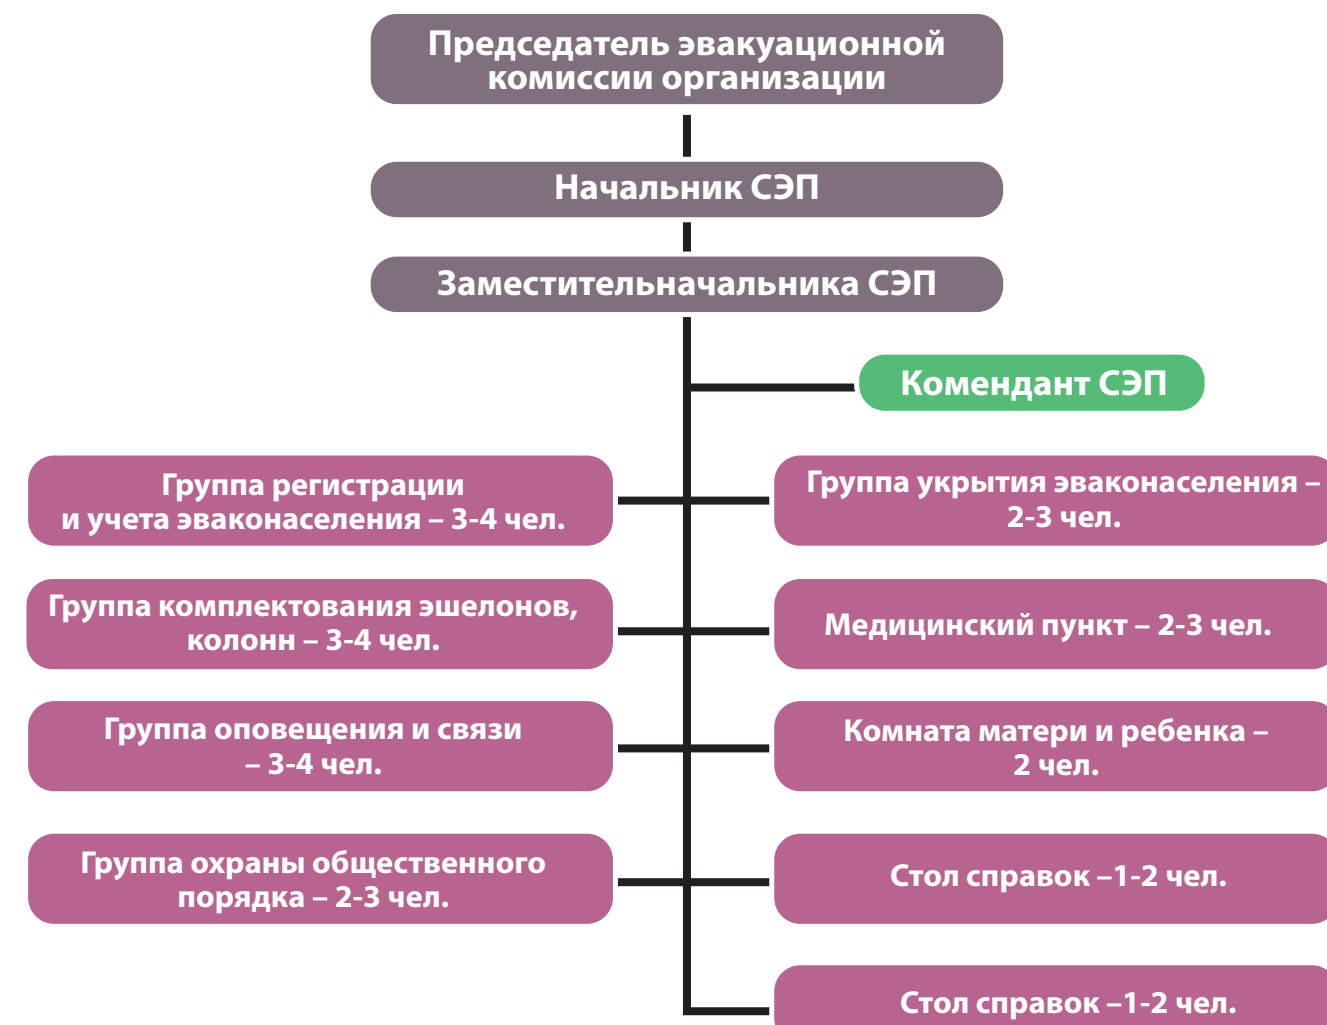 Председатель эвакуационной
комиссии организации
Начальник СЭП
Заместительначальника СЭП
Комендант СЭП
Группа регистрации
и учета эваконаселения – 3-4 чел.
Группа укрытия эваконаселения –
2-3 чел.
Группа комплектования эшелонов,
колонн – 3-4 чел.
Медицинский пункт – 2-3 чел.
Группа оповещения и связи
– 3-4 чел.
Комната матери и ребенка –
2 чел.
Группа охраны общественного
порядка – 2-3 чел.
Стол справок –1-2 чел.
Стол справок –1-2 чел.